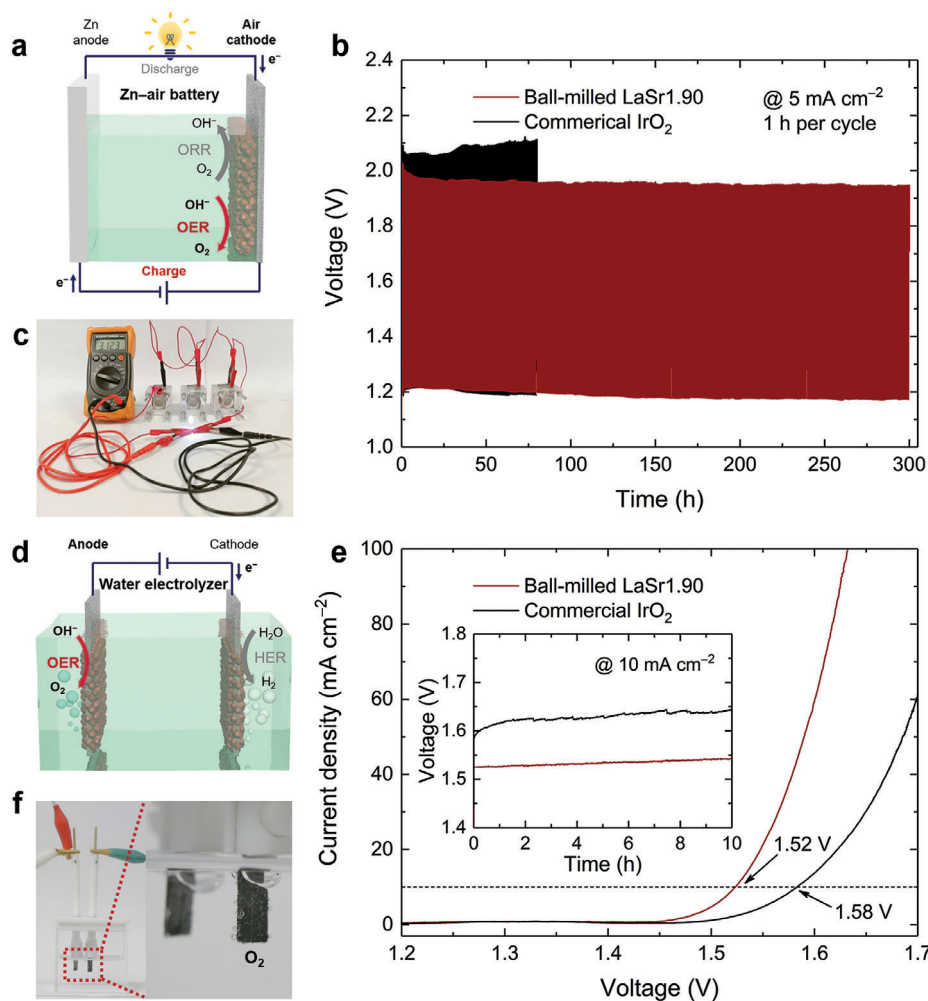 a
Zn
anode
Air
cathode
e⁻
Discharge
Zn–air battery
OH⁻
ORR
O₂
OH⁻
OER
O₂
Charge
e⁻
b
2.4
2.2
2.0
1.8
1.6
1.4
1.2
1.0
Voltage (V)
Ball-milled LaSr1.90
Commerical IrO₂
@ 5 mA cm⁻²
1 h per cycle
0 50 100 150 200 250 300
Time (h)
c
3.123
d
Anode
Cathode
e⁻
Water electrolyzer
OH⁻
OER
O₂
H₂O
HER
H₂
e
100
80
60
40
20
0
Current density (mA cm⁻²)
Ball-milled LaSr1.90
Commercial IrO₂
1.8
1.7
1.6
1.5
1.4
Voltage (V)
@ 10 mA cm⁻²
0 2 4 6 8 10
Time (h)
1.52 V
1.58 V
1.2 1.3 1.4 1.5 1.6 1.7
Voltage (V)
f
O₂